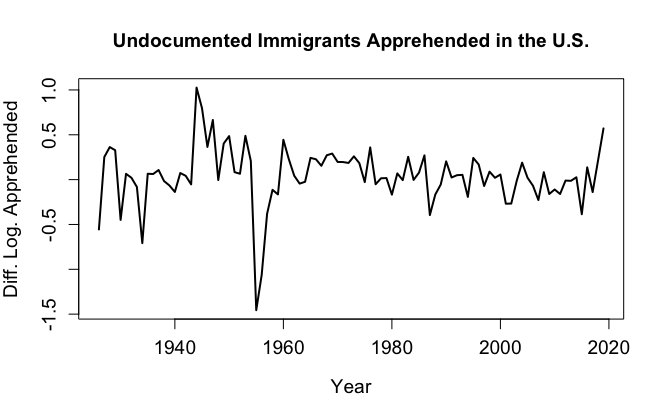 Undocumented Immigrants Apprehended in the U.S.
Diff. Log. Apprehended
1.0
0.5
-0.5
-1.5
1940 1960 1980 2000 2020
Year